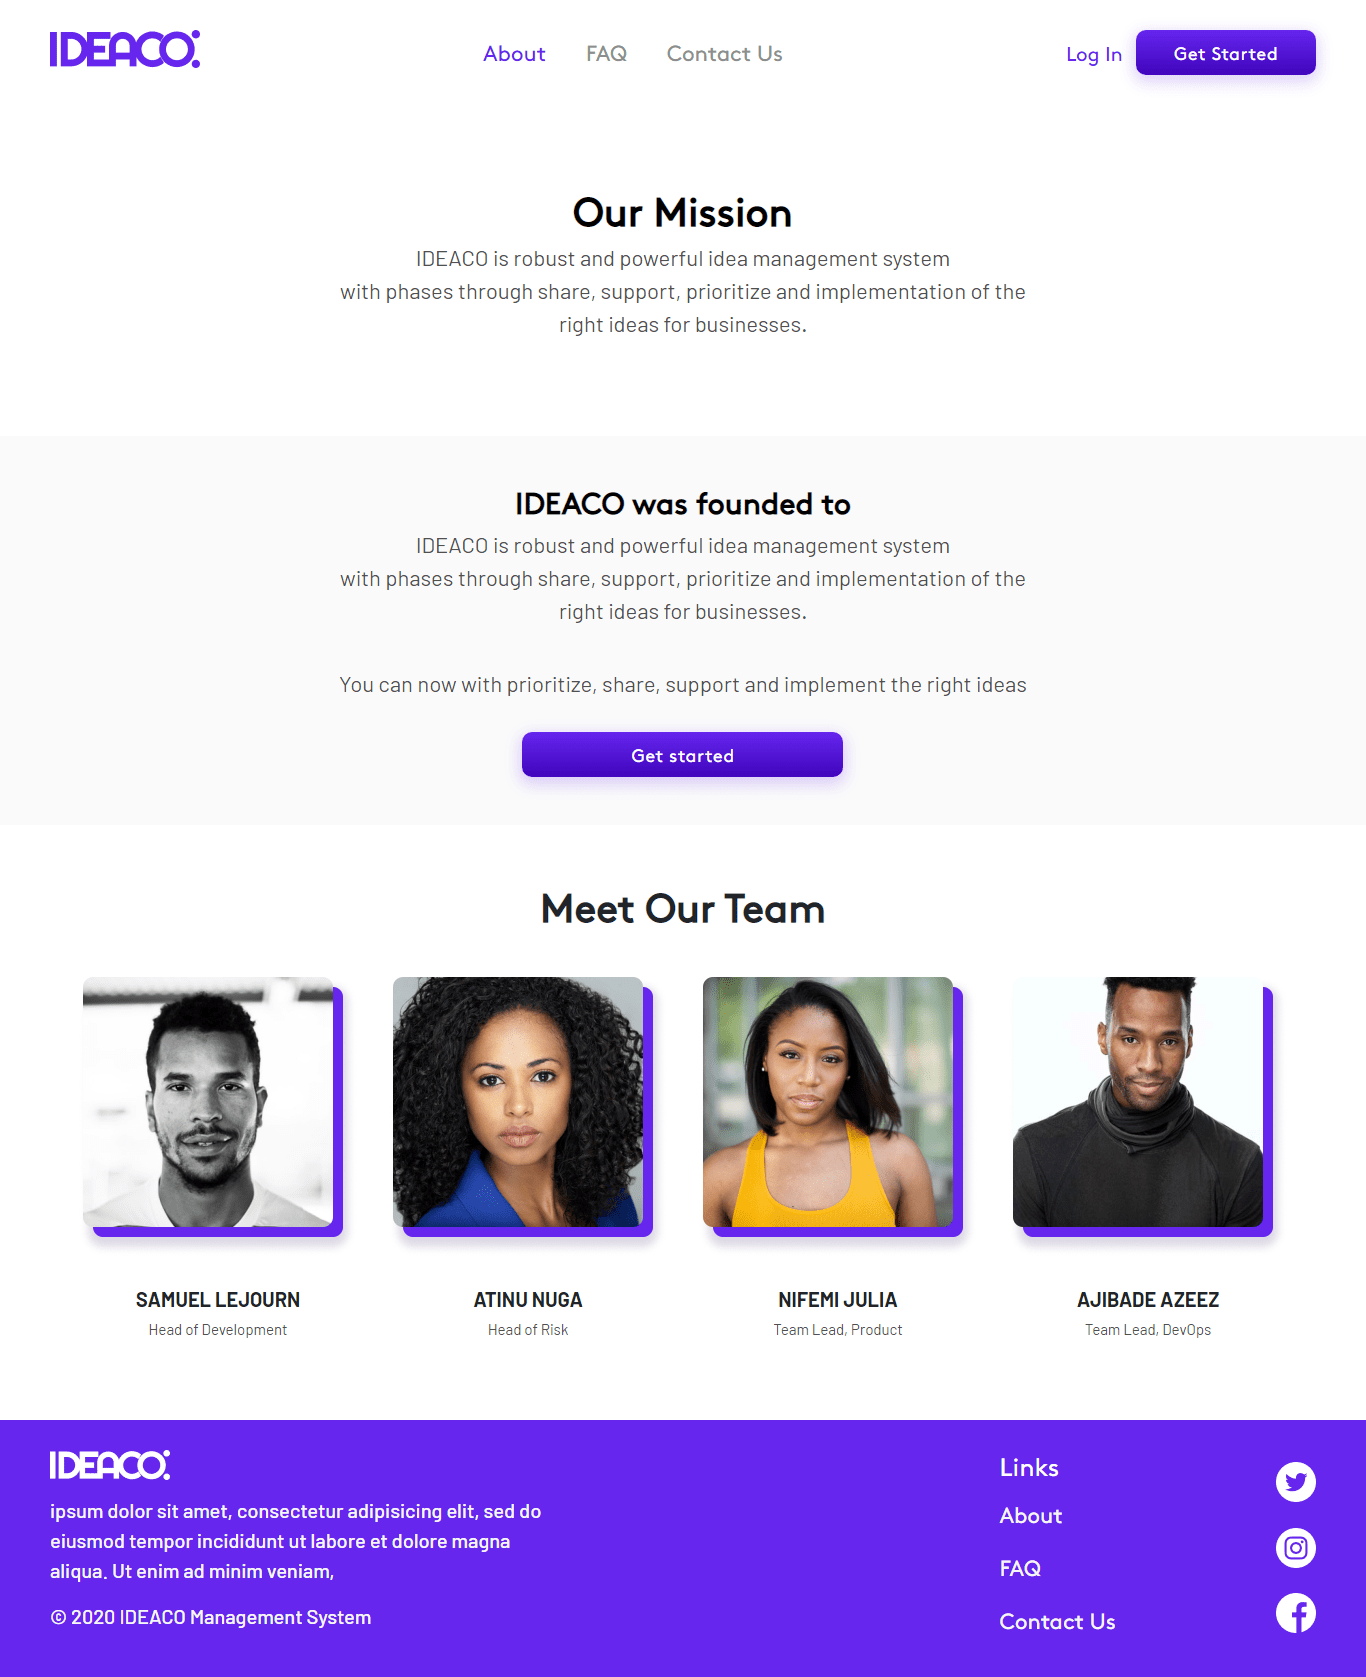 IDEACO
About FAQ Contact Us Log In Get Started
Our Mission
IDEACO is robust and powerful idea management system
with phases through share, support, prioritize and implementation of the
right ideas for businesses.
IDEACO was founded to
IDEACO is robust and powerful idea management system
with phases through share, support, prioritize and implementation of the
right ideas for businesses.
You can now with prioritize, share, support and implement the right ideas
Get started
Meet Our Team
SAMUEL LEJOURN
Head of Development
ATINU NUGA
Head of Risk
NIFEMI JULIA
Team Lead, Product
AJIBADE AZEEZ
Team Lead, DevOps
IDEACO
ipsum dolor sit amet, consectetur adipisicing elit, sed do
eiusmod tempor incididunt ut labore et dolore magna
aliqua. Ut enim ad minim veniam,
© 2020 IDEACO Management System
Links
About
FAQ
Contact Us